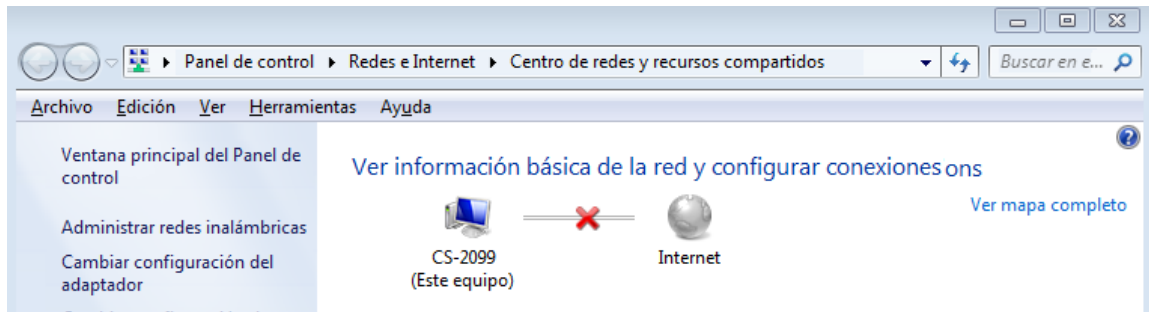 Panel de control Redes e Internet Centro de redes y recursos compartidos Buscar en e...
Archivo Edición Ver Herramientas Ayuda
Ventana principal del Panel de
control
Administrar redes inalámbricas
Cambiar configuración del
adaptador
Ver información básica de la red y configurar conexiones ons
Ver mapa completo
CS-2099
(Este equipo)
Internet